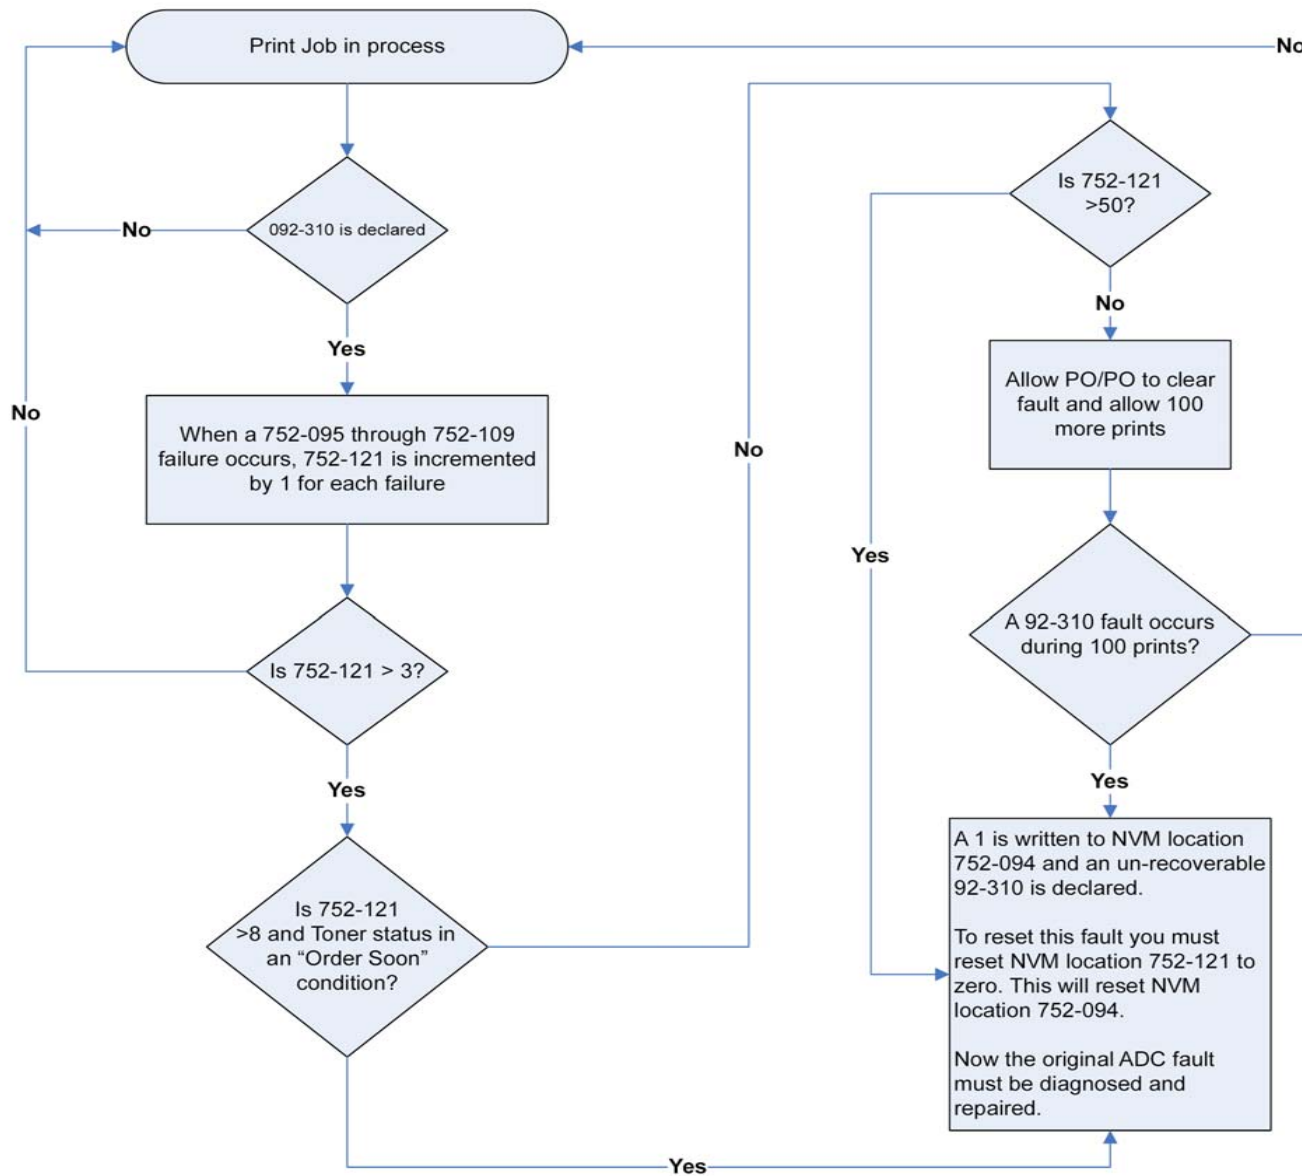 Print Job in process
No
092-310 is declared
No
Yes
When a 752-095 through 752-109
failure occurs, 752-121 is incremented
by 1 for each failure
No
Is 752-121 > 3?
Yes
Is 752-121
>8 and Toner status in
an “Order Soon”
condition?
No
Yes
Is 752-121
>50?
No
Yes
Allow PO/PO to clear
fault and allow 100
more prints
A 92-310 fault occurs
during 100 prints?
Yes
A 1 is written to NVM location
752-094 and an un-recoverable
92-310 is declared.
To reset this fault you must
reset NVM location 752-121 to
zero. This will reset NVM
location 752-094.
Now the original ADC fault
must be diagnosed and
repaired.